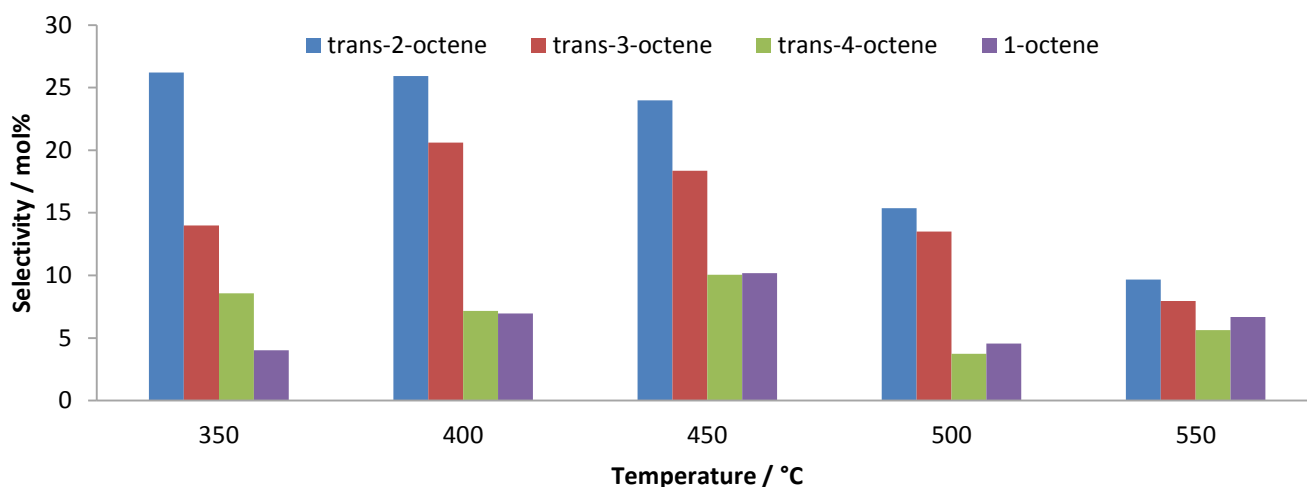 30
25
20
15
10
5
0
Selectivity / mol%
trans-2-octene trans-3-octene trans-4-octene 1-octene
350 400 450 500 550
Temperature / °C